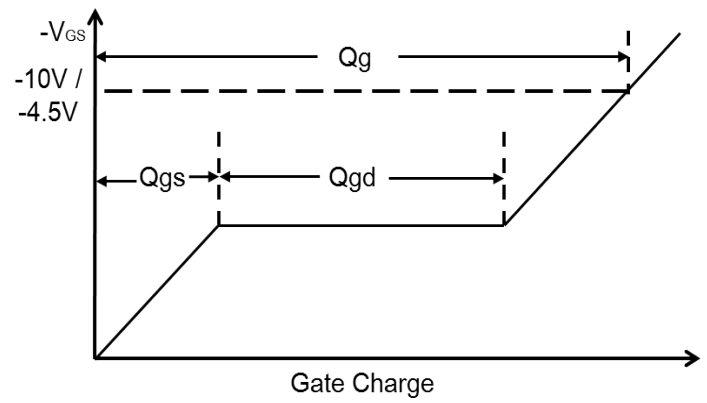 -VGS
Qg
-10V /
-4.5V
Qgs
Qgd
Gate Charge